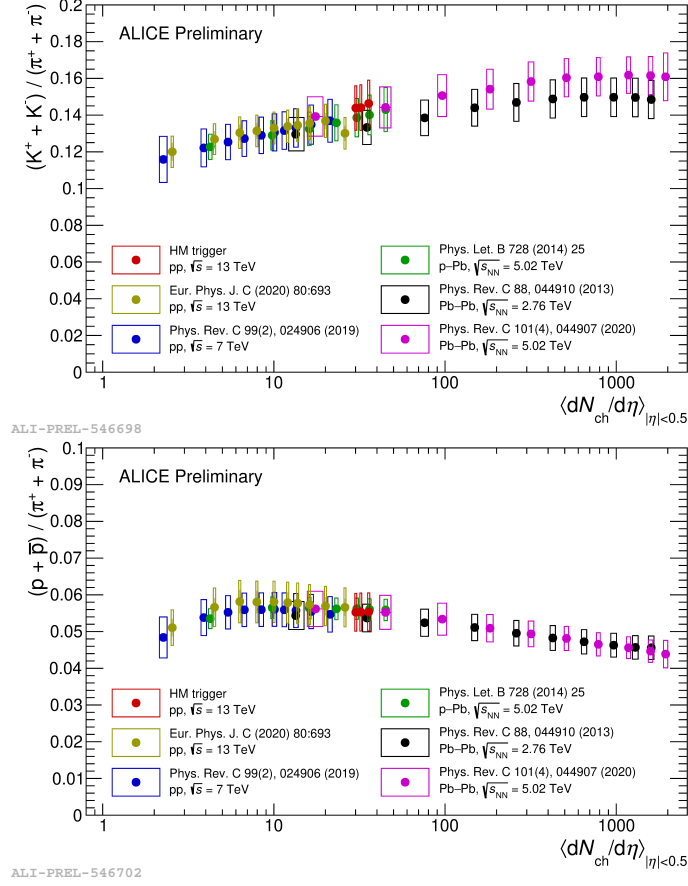 (K⁺ + K⁻) / (π⁺ + π⁻)
0.2
0.18
0.16
0.14
0.12
0.1
0.08
0.06
0.04
0.02
0
ALICE Preliminary
HM trigger
pp, √s = 13 TeV
Eur. Phys. J. C (2020) 80:693
pp, √s = 13 TeV
Phys. Rev. C 99(2), 024906 (2019)
pp, √s = 7 TeV
Phys. Let. B 728 (2014) 25
p–Pb, √s_NN = 5.02 TeV
Phys. Rev. C 88, 044910 (2013)
Pb–Pb, √s_NN = 2.76 TeV
Phys. Rev. C 101(4), 044907 (2020)
Pb–Pb, √s_NN = 5.02 TeV
1 10 100 1000
⟨dN_ch/dη⟩_|η|<0.5
ALI-PREL-546698
(p + p̅) / (π⁺ + π⁻)
0.1
0.09
0.08
0.07
0.06
0.05
0.04
0.03
0.02
0.01
0
ALICE Preliminary
HM trigger
pp, √s = 13 TeV
Eur. Phys. J. C (2020) 80:693
pp, √s = 13 TeV
Phys. Rev. C 99(2), 024906 (2019)
pp, √s = 7 TeV
Phys. Let. B 728 (2014) 25
p–Pb, √s_NN = 5.02 TeV
Phys. Rev. C 88, 044910 (2013)
Pb–Pb, √s_NN = 2.76 TeV
Phys. Rev. C 101(4), 044907 (2020)
Pb–Pb, √s_NN = 5.02 TeV
1 10 100 1000
⟨dN_ch/dη⟩_|η|<0.5
ALI-PREL-546702